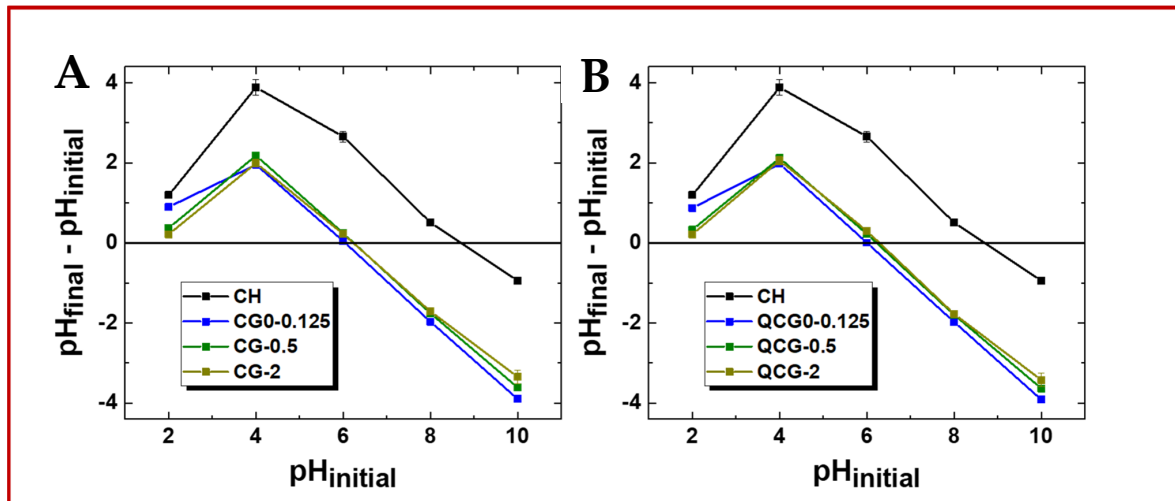 A
pHfinal - pHinitial
4
2
0
-2
-4
CH
CG0-0.125
CG-0.5
CG-2
2 4 6 8 10
pHinitial
B
pHfinal - pHinitial
4
2
0
-2
-4
CH
QCG0-0.125
QCG-0.5
QCG-2
2 4 6 8 10
pHinitial